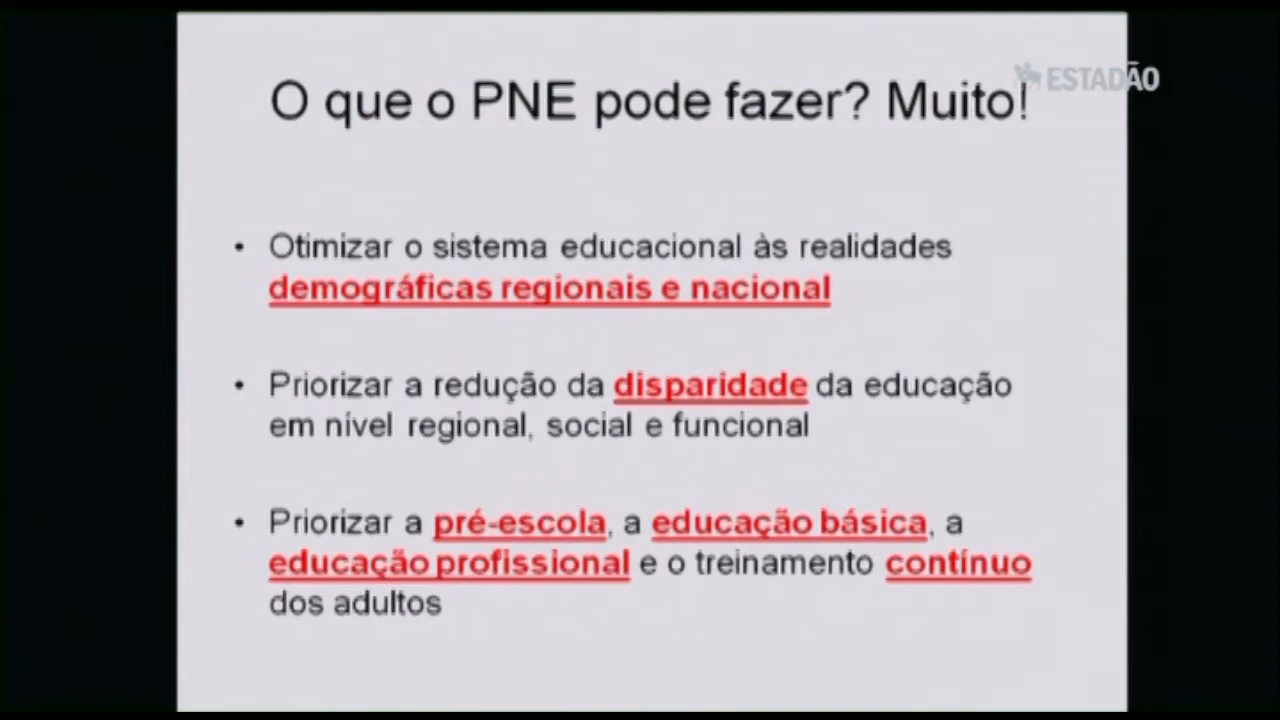 ESTADÃO
O que o PNE pode fazer? Muito!
• Otimizar o sistema educacional às realidades
demográficas regionais e nacional
• Priorizar a redução da disparidade da educação
em nível regional, social e funcional
• Priorizar a pré-escola, a educação básica, a
educação profissional e o treinamento contínuo
dos adultos